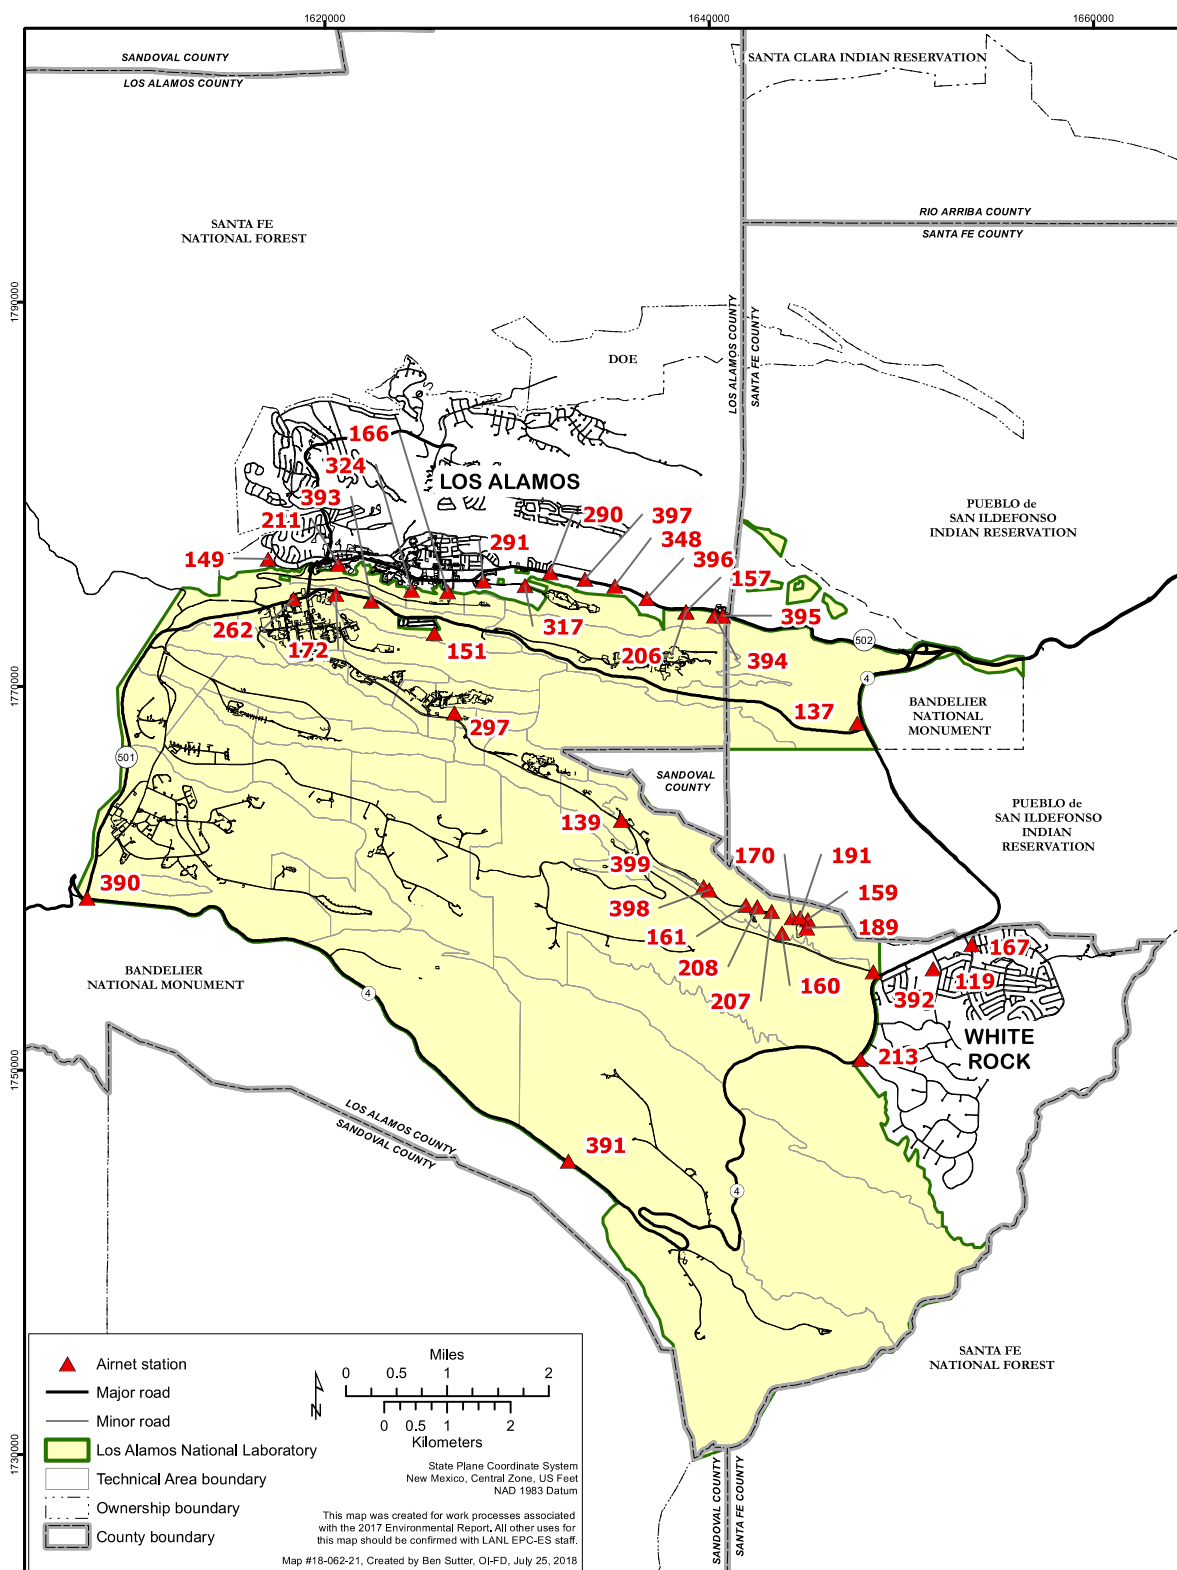 1620000
1640000
1660000
SANDOVAL COUNTY
LOS ALAMOS COUNTY
SANTA CLARA INDIAN RESERVATION
RIO ARRIBA COUNTY
SANTA FE COUNTY
SANTA FE
NATIONAL FOREST
1790000
LOS ALAMOS COUNTY
SANTA FE COUNTY
DOE
166
324
LOS ALAMOS
393
211
290
397
291
348
149
396
157
PUEBLO de
SAN ILDEFONSO
INDIAN RESERVATION
262
172
151
317
206
395
394
502
4
1770000
137
BANDELIER
NATIONAL
MONUMENT
297
501
SANDOVAL
COUNTY
139
PUEBLO de
SAN ILDEFONSO
INDIAN
RESERVATION
399
170
191
390
398
159
161
189
208
167
207
160
392
119
BANDELIER
NATIONAL MONUMENT
4
WHITE
ROCK
213
1750000
LOS ALAMOS COUNTY
SANDOVAL COUNTY
391
4
SANTA FE
NATIONAL FOREST
1730000
Airnet station
Major road
Minor road
Los Alamos National Laboratory
Technical Area boundary
Ownership boundary
County boundary
Miles
0 0.5 1 2
N
0 0.5 1 2
Kilometers
State Plane Coordinate System
New Mexico, Central Zone, US Feet
NAD 1983 Datum
This map was created for work processes associated
with the 2017 Environmental Report. All other uses for
this map should be confirmed with LANL EPC-ES staff.
Map #18-062-21, Created by Ben Sutter, OI-FD, July 25, 2018
SANDOVAL COUNTY
SANTA FE COUNTY